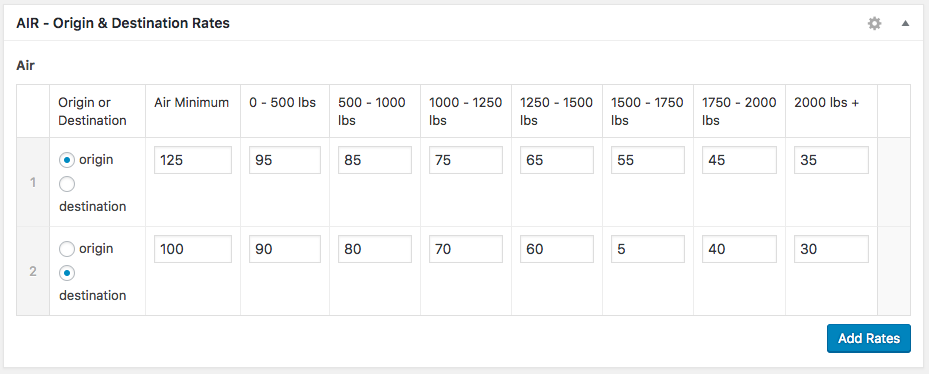 AIR - Origin & Destination Rates
Air
Origin or Destination Air Minimum 0 - 500 lbs 500 - 1000 lbs 1000 - 1250 lbs 1250 - 1500 lbs 1500 - 1750 lbs 1750 - 2000 lbs 2000 lbs +
1 origin destination 125 95 85 75 65 55 45 35
2 origin destination 100 90 80 70 60 5 40 30
Add Rates